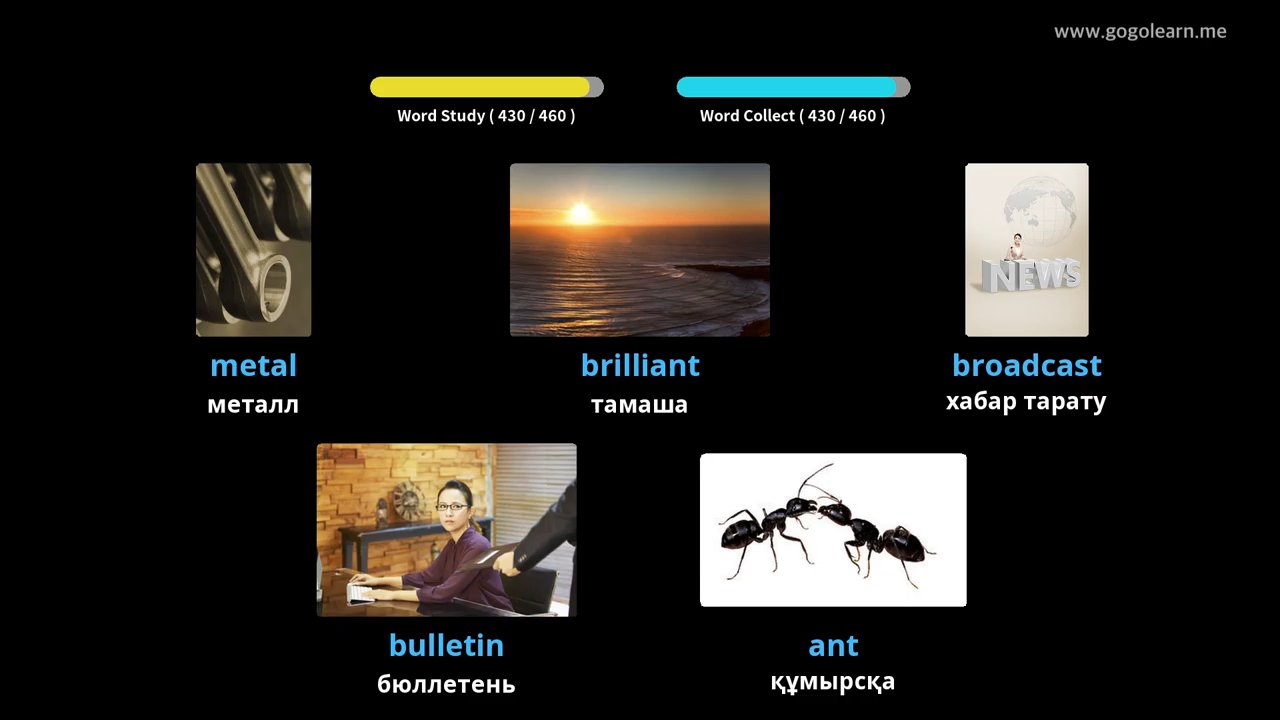 www.gogolearn.me
Word Study ( 430 / 460 )
Word Collect ( 430 / 460 )
NEWS
metal
металл
brilliant
тамаша
broadcast
хабар тарату
bulletin
бюллетень
ant
құмырсқа